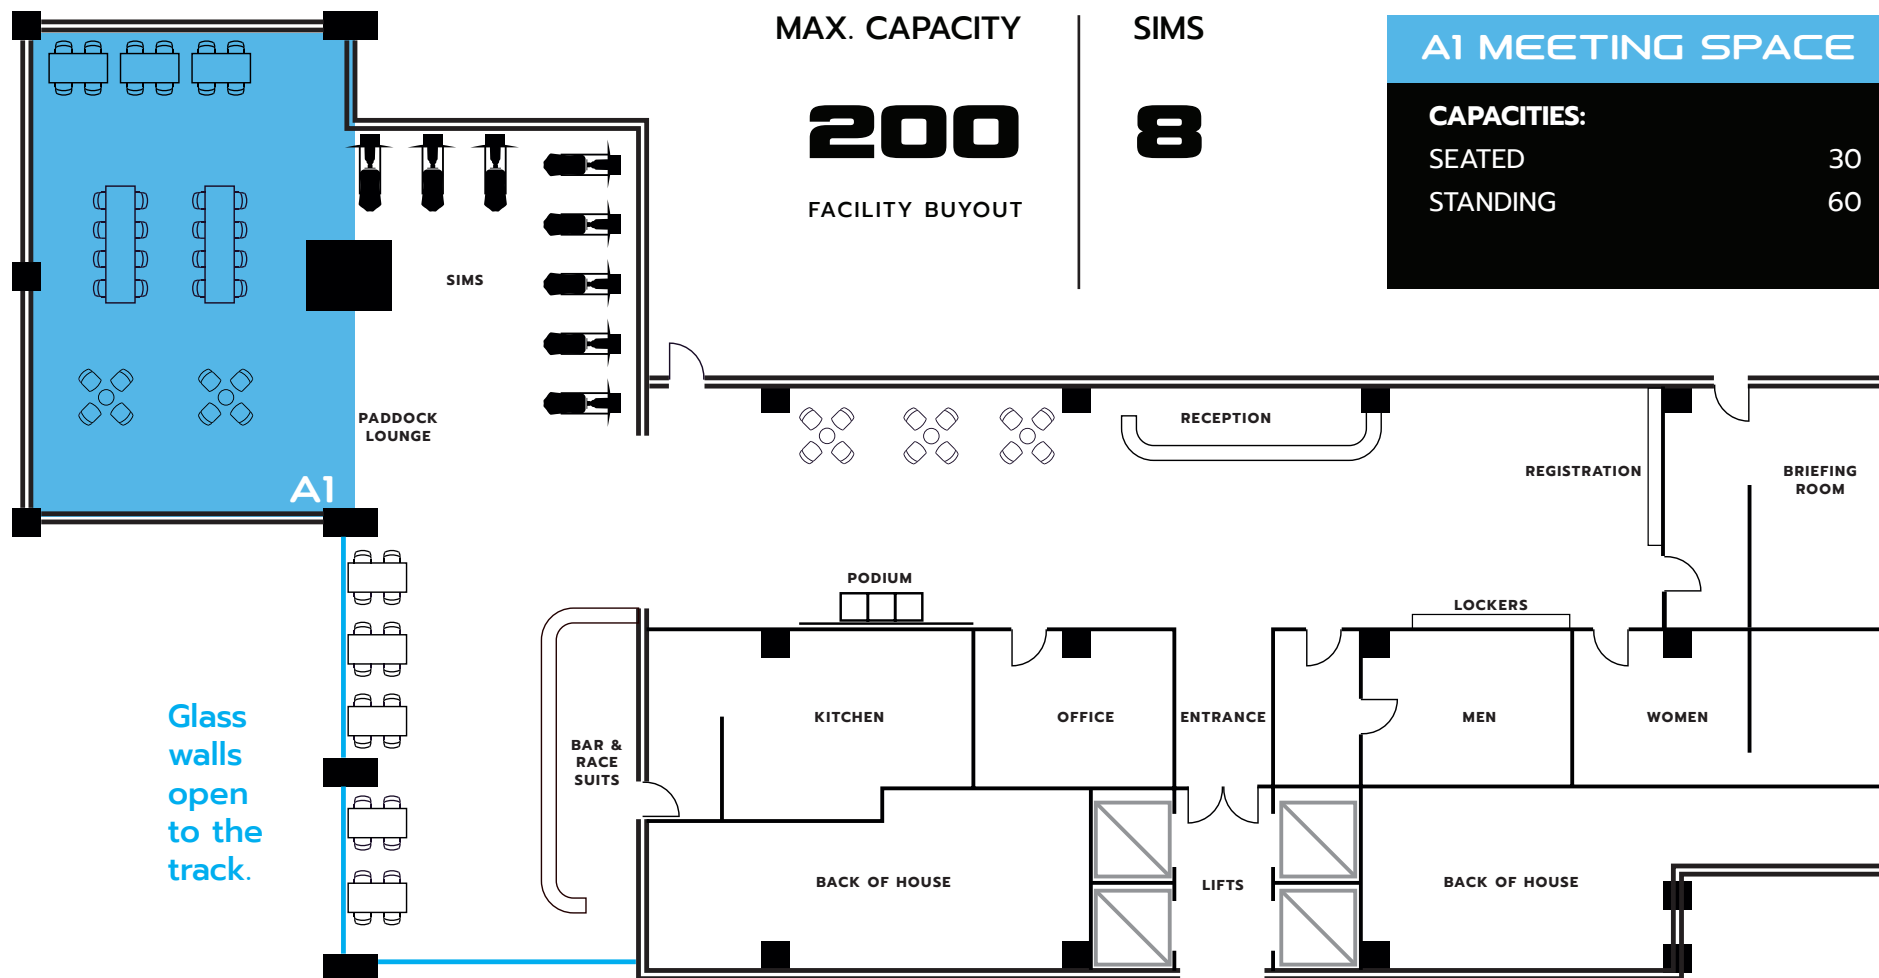 MAX. CAPACITY
200
FACILITY BUYOUT
SIMS
8
A1 MEETING SPACE
CAPACITIES:
SEATED 30
STANDING 60
SIMS
PADDOCK
LOUNGE
A1
RECEPTION
REGISTRATION
BRIEFING
ROOM
PODIUM
LOCKERS
Glass
walls
open
to the
track.
BAR &
RACE
SUITS
KITCHEN
OFFICE
ENTRANCE
MEN
WOMEN
BACK OF HOUSE
LIFTS
BACK OF HOUSE